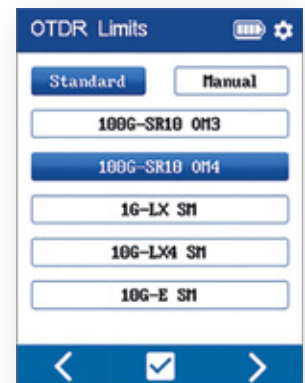 OTDR Limits
Standard Manual
100G-SR10 OM3
100G-SR10 OM4
1G-LX SM
10G-LX4 SM
10G-E SM